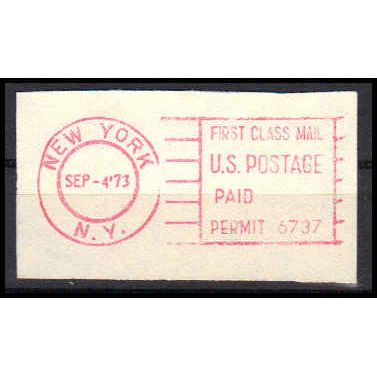 NEW YORK
SEP-4'73
N.Y.
FIRST CLASS MAIL
U.S. POSTAGE
PAID
PERMIT 6737